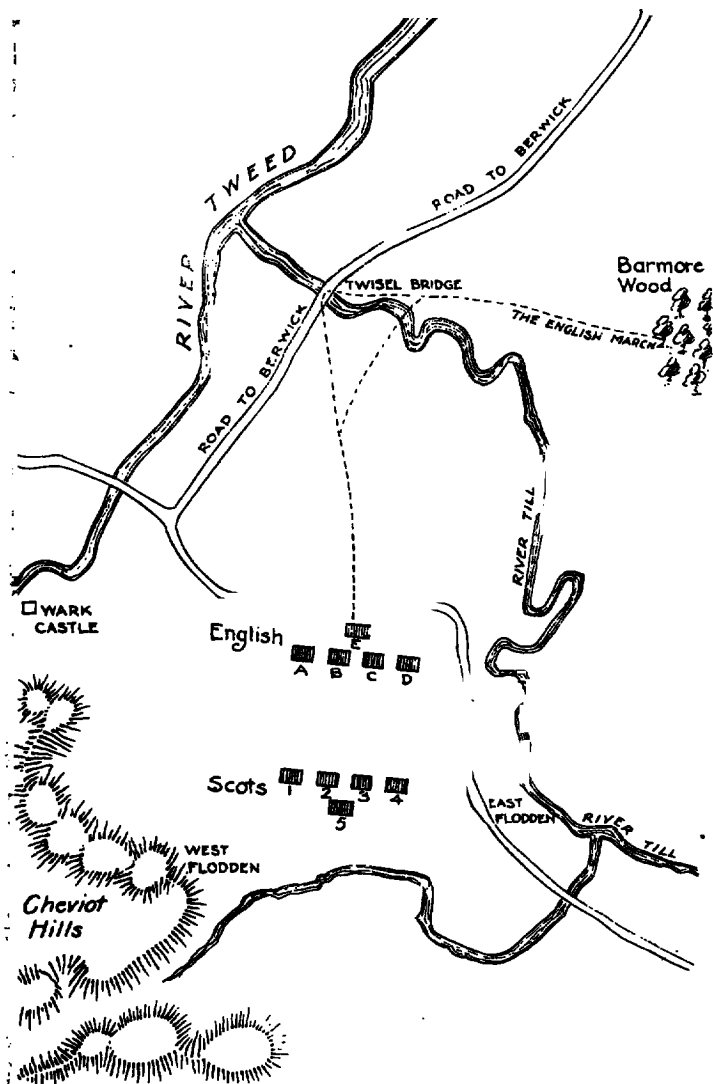 RIVER TWEED
ROAD TO BERWICK
Barmore
Wood
TWISEL BRIDGE
THE ENGLISH MARCH
ROAD TO BERWICK
RIVER TILL
WARK
CASTLE
English
E
A B C D
Scots
1 2 3 4
5
EAST
FLODDEN
RIVER TILL
WEST
FLODDEN
Cheviot
Hills